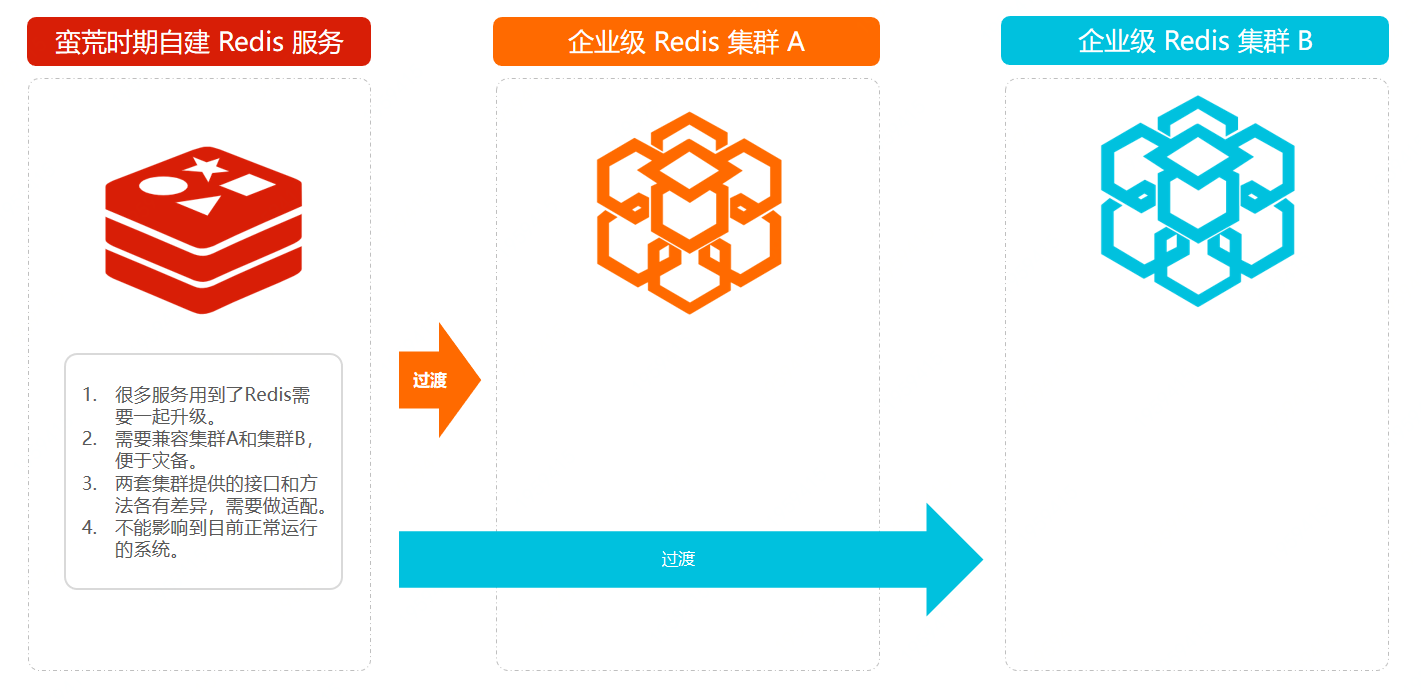 蛮荒时期自建 Redis 服务
企业级 Redis 集群 A
企业级 Redis 集群 B
1. 很多服务用到了Redis需
要一起升级。
2. 需要兼容集群A和集群B，
便于灾备。
3. 两套集群提供的接口和方
法各有差异，需要做适配。
4. 不能影响到目前正常运行
的系统。
过渡
过渡